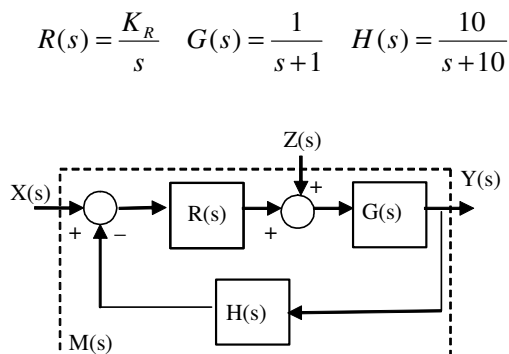 R(s) = K_R / s   G(s) = 1 / (s+1)   H(s) = 10 / (s+10)
Z(s)
X(s)
Y(s)
+
R(s)
G(s)
+
−
+
H(s)
M(s)